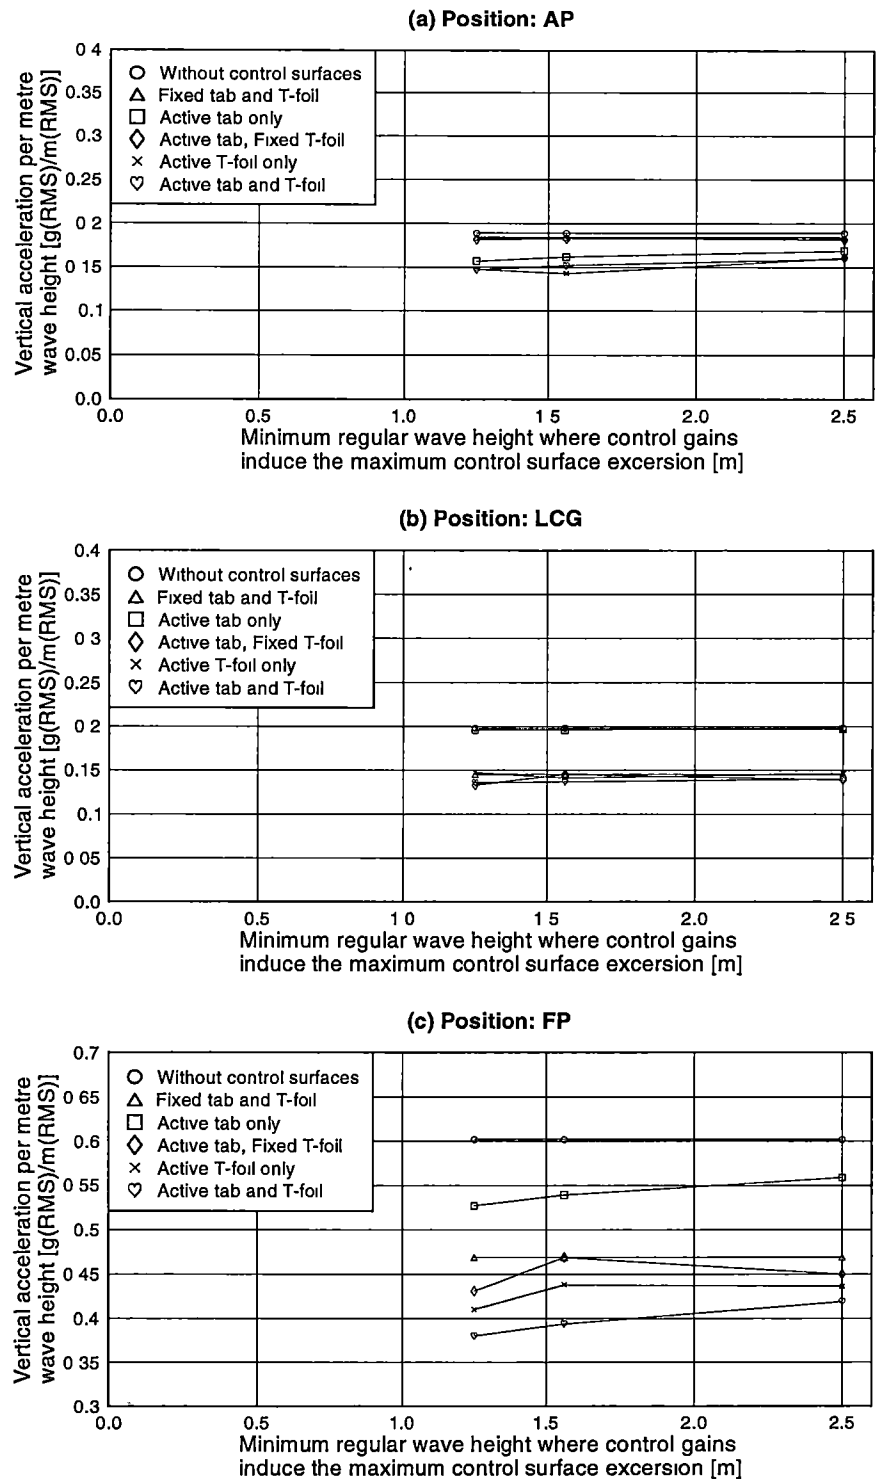 (a) Position: AP
Vertical acceleration per metre
wave height [g(RMS)/m(RMS)]
0 4
0.35
0.3
0.25
0 2
0 15
0.1
0.05
0.0
Without control surfaces
Fixed tab and T-foil
Active tab only
Active tab, Fixed T-foil
Active T-foil only
Active tab and T-foil
0.0 0.5 1.0 1 5 2.0 2.5
Minimum regular wave height where control gains
induce the maximum control surface excersion [m]
(b) Position: LCG
Vertical acceleration per metre
wave height [g(RMS)/m(RMS)]
0.4
0.35
0.3
0.25
0.2
0.15
0.1
0 05
0.0
Without control surfaces
Fixed tab and T-foil
Active tab only
Active tab, Fixed T-foil
Active T-foil only
Active tab and T-foil
0.0 0.5 1 0 1 5 2.0 2 5
Minimum regular wave height where control gains
induce the maximum control surface excersion [m]
(c) Position: FP
Vertical acceleration per metre
wave height [g(RMS)/m(RMS)]
0.7
0 65
0.6
0 55
0.5
0 45
0.4
0 35
0.3
Without control surfaces
Fixed tab and T-foil
Active tab only
Active tab, Fixed T-foil
Active T-foil only
Active tab and T-foil
0.0 0.5 1.0 1.5 2.0 2.5
Minimum regular wave height where control gains
induce the maximum control surface excersion [m]